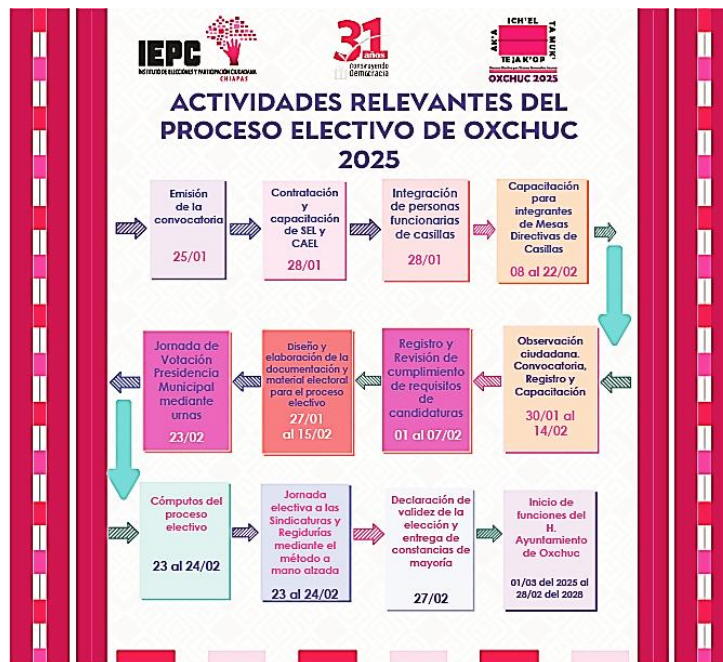 IEPC
INSTITUTO DE ELECCIONES Y PARTICIPACIÓN CIUDADANA
CHIAPAS
31
años
Construyendo
Democracia
ICH'EL
TA MUK'
AK'A
TEJAK'OP
OXCHUC 2025
ACTIVIDADES RELEVANTES DEL
PROCESO ELECTIVO DE OXCHUC
2025
Emisión
de la
convocatoria
25/01
Contratación
y
capacitación
de SEL y
CAEL
28/01
Integración
de personas
funcionarias
de casillas
28/01
Capacitación
para
integrantes
de Mesas
Directivas de
Casillas
08 al 22/02
Observación
ciudadana.
Convocatoria,
Registro y
Capacitación
30/01 al
14/02
Registro y
Revisión de
cumplimiento
de requisitos
de
candidaturas
01 al 07/02
Diseño y
elaboración de la
documentación y
material electoral
para el proceso
electivo
27/01
al 15/02
Jornada de
Votación
Presidencia
Municipal
mediante
urnas
23/02
Cómputos del
proceso
electivo
23 al 24/02
Jornada
electiva a las
Sindicaturas y
Regidurías
mediante el
método a
mano alzada
23 al 24/02
Declaración de
validez de la
elección y
entrega de
constancias de
mayoría
27/02
Inicio de
funciones del
H.
Ayuntamiento
de Oxchuc
01/03 del 2025 al
28/02 del 2028